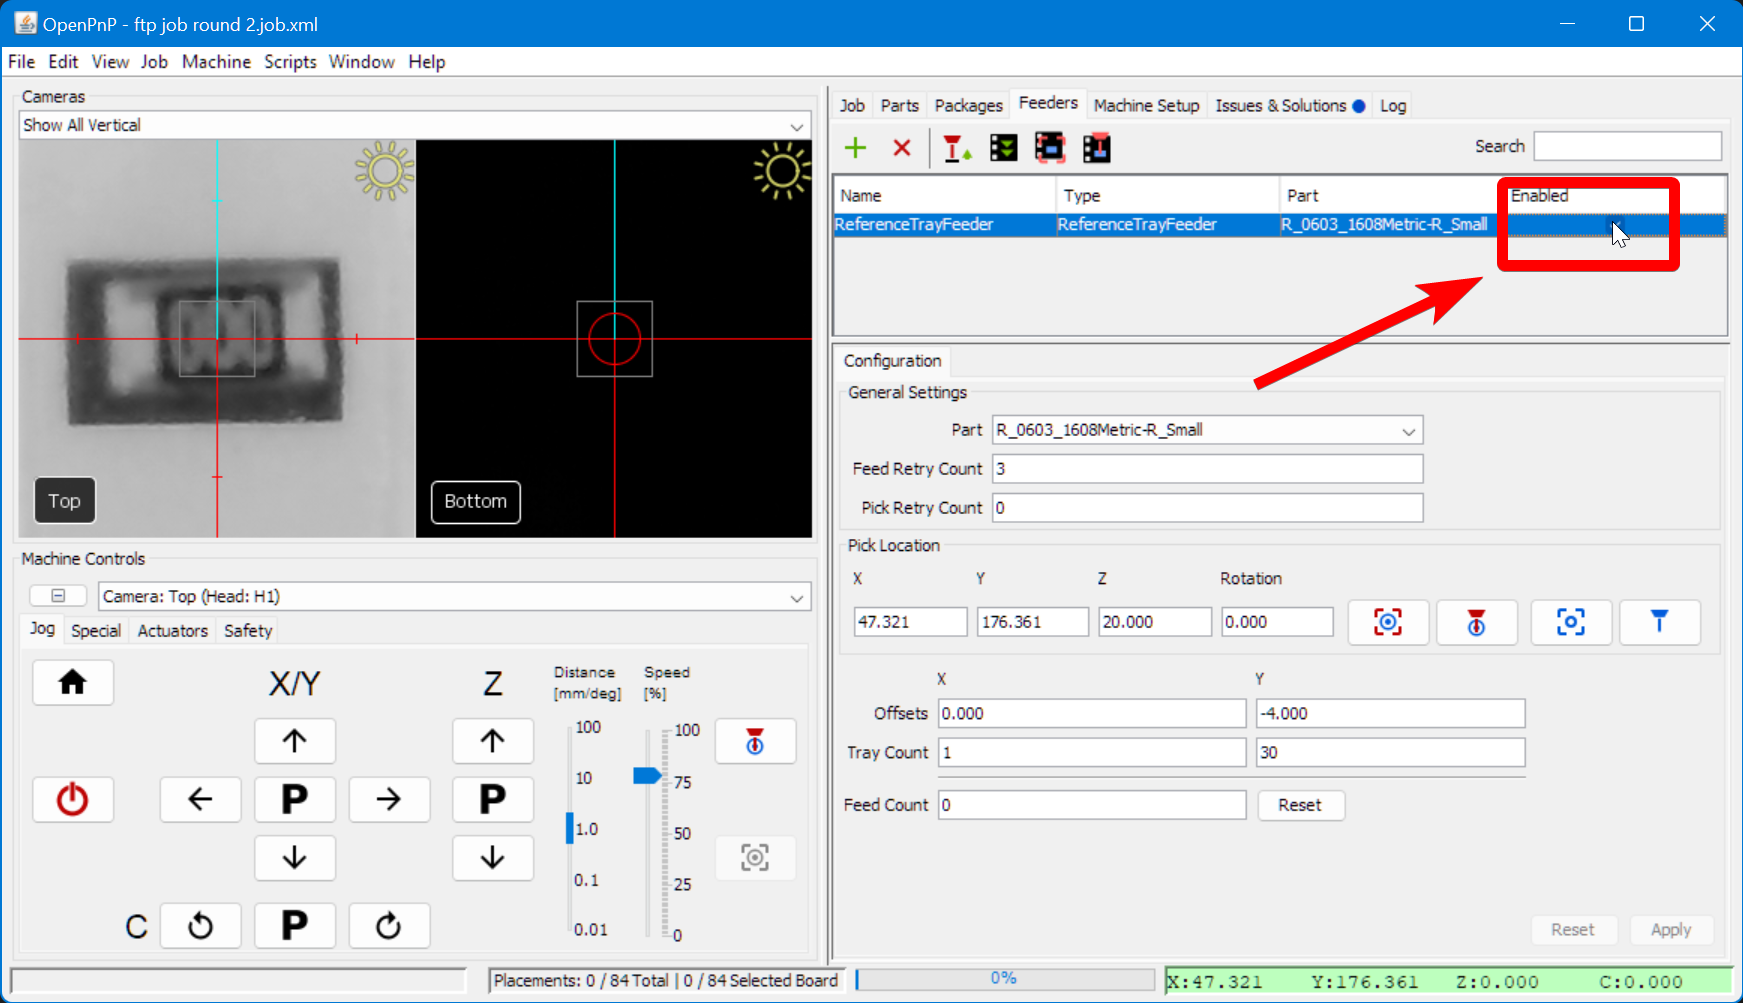 OpenPnP - ftp job round 2.job.xml
File Edit View Job Machine Scripts Window Help
Cameras
Show All Vertical
Top
Bottom
Machine Controls
Camera: Top (Head: H1)
Jog Special Actuators Safety
X/Y
Z
Distance
[mm/deg]
Speed
[%]
100
10
1.0
0.1
0.01
100
75
50
25
0
P
P
C
P
Job Parts Packages Feeders Machine Setup Issues & Solutions Log
Search
Name Type Part Enabled
ReferenceTrayFeeder ReferenceTrayFeeder R_0603_1608Metric-R_Small
Configuration
General Settings
Part R_0603_1608Metric-R_Small
Feed Retry Count 3
Pick Retry Count 0
Pick Location
X Y Z Rotation
47.321 176.361 20.000 0.000
X Y
Offsets 0.000 -4.000
Tray Count 1 30
Feed Count 0 Reset
Reset Apply
Placements: 0 / 84 Total | 0 / 84 Selected Board
0%
X:47.321 Y:176.361 Z:0.000 C:0.000